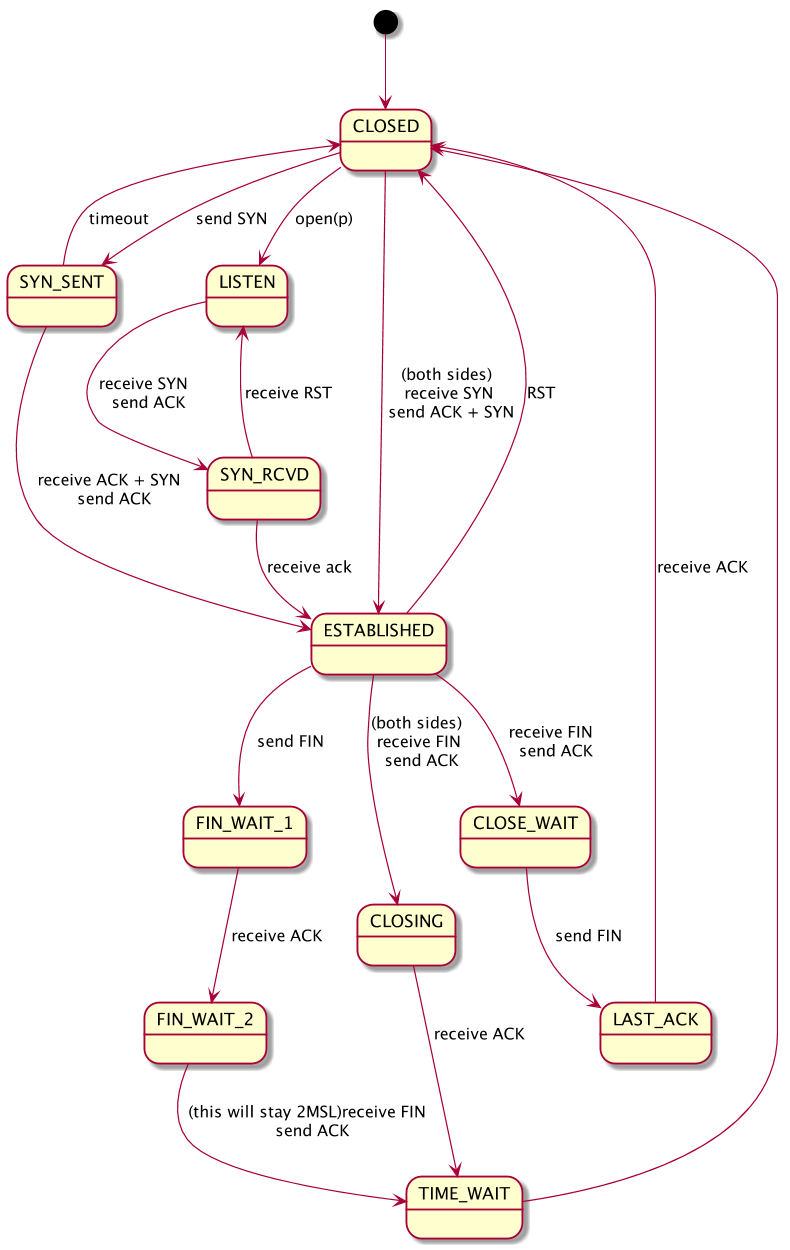 CLOSED
timeout
send SYN
open(p)
SYN_SENT
LISTEN
(both sides)
receive SYN
send ACK + SYN
receive SYN
send ACK
receive RST
RST
receive ACK + SYN
send ACK
SYN_RCVD
receive ack
receive ACK
ESTABLISHED
send FIN
(both sides)
receive FIN
send ACK
receive FIN
send ACK
FIN_WAIT_1
CLOSE_WAIT
receive ACK
CLOSING
send FIN
FIN_WAIT_2
receive ACK
LAST_ACK
(this will stay 2MSL)receive FIN
send ACK
TIME_WAIT